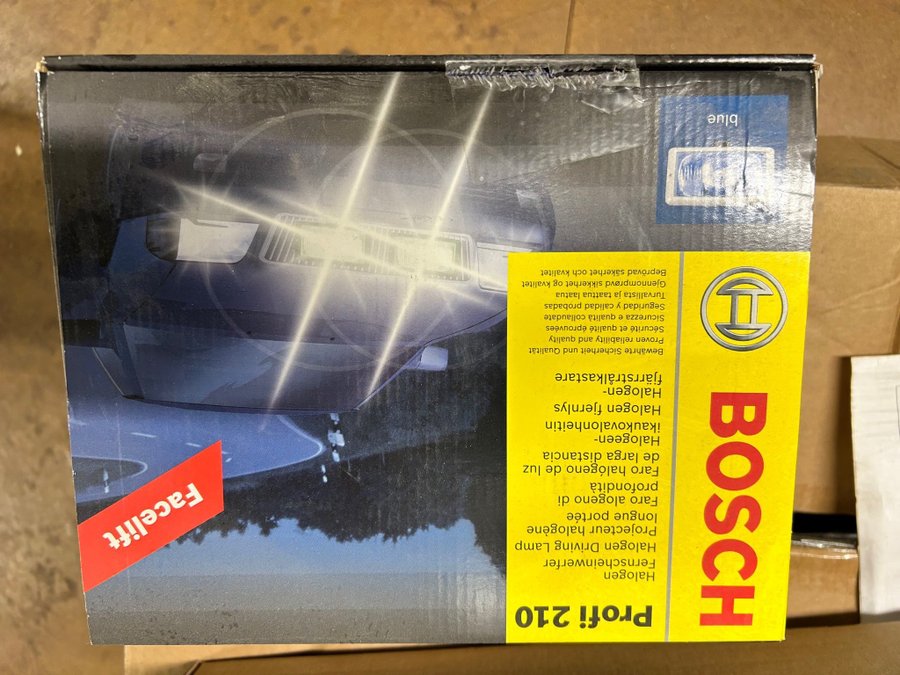 BOSCH
Profi 210
Halogen
Fernscheinwerfer
Halogen Driving Lamp
Projecteur halogène
longue portée
Faro alogeno di
profondità
Faro halógeno de luz
de larga distancia
Halogeen-
ikaukovalonheitin
Halogen fjernlys
Halogen-
fjärrstrålkastare
Bewährte Sicherheit und Qualität
Proven reliability and quality
Sécurité et qualité éprouvées
Sicurezza e qualità collaudate
Seguridad y calidad probadas
Turvallista ja taattua laatua
Gjennomprøvd sikkerhet og kvalitet
Beprövad säkerhet och kvalitet
Facelift
blue